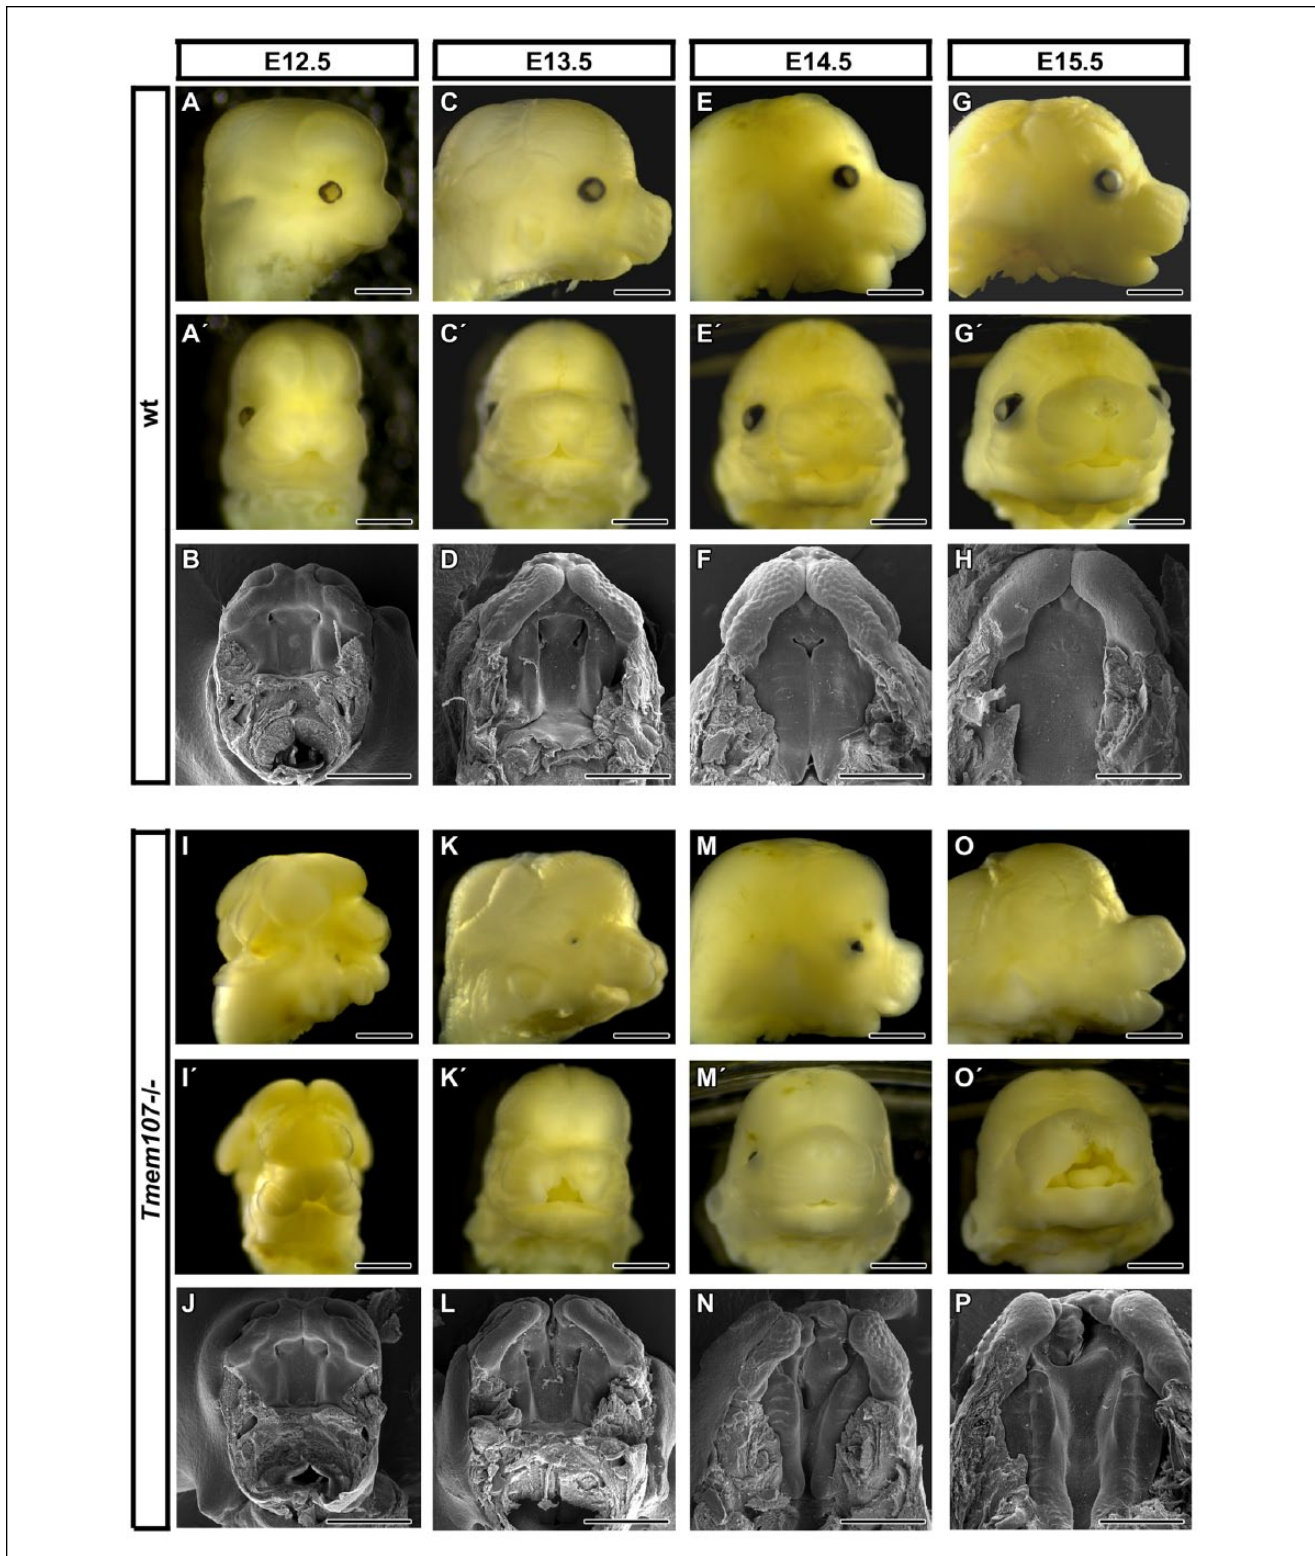 E12.5 E13.5 E14.5 E15.5
wt
A C E G
A´ C´ E´ G´
B D F H
Tmem107-/-
I K M O
I´ K´ M´ O´
J L N P